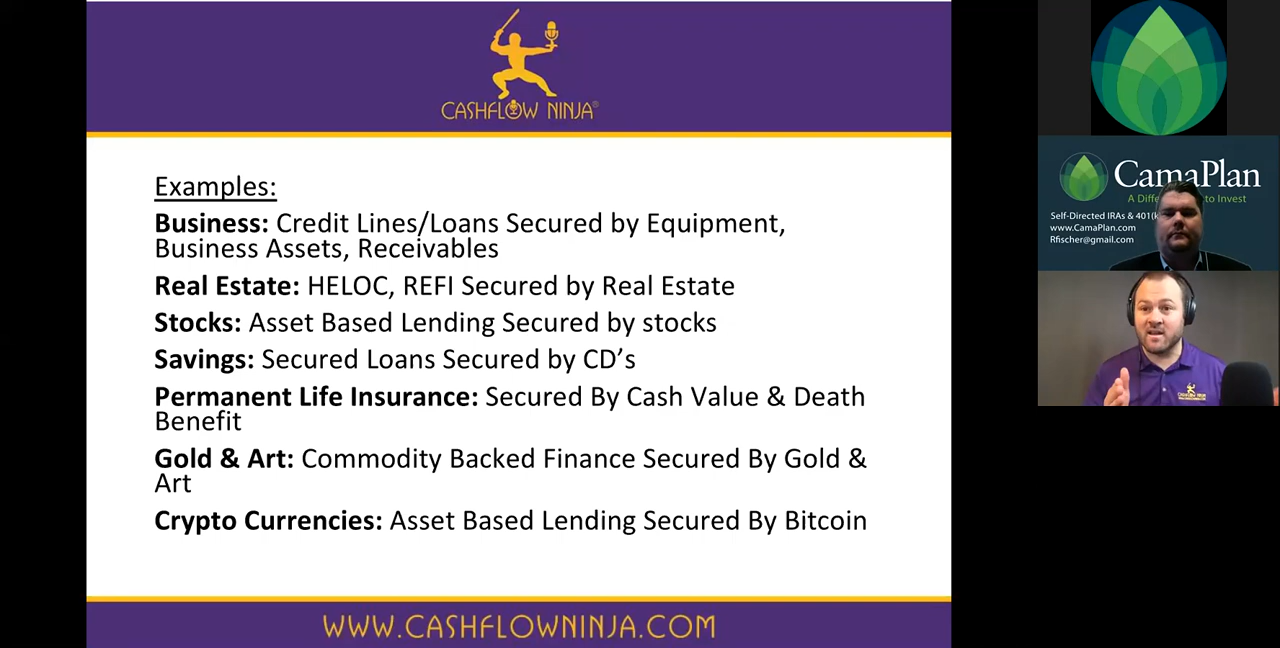 CASHFLOW NINJA®
Examples:
Business: Credit Lines/Loans Secured by Equipment,
Business Assets, Receivables
Real Estate: HELOC, REFI Secured by Real Estate
Stocks: Asset Based Lending Secured by stocks
Savings: Secured Loans Secured by CD’s
Permanent Life Insurance: Secured By Cash Value & Death
Benefit
Gold & Art: Commodity Backed Finance Secured By Gold &
Art
Crypto Currencies: Asset Based Lending Secured By Bitcoin
WWW.CASHFLOWNINJA.COM
CamaPlan
A Diffe to Invest
Self-Directed IRAs & 401(k
www.CamaPlan.com
Rfischer@gmail.com